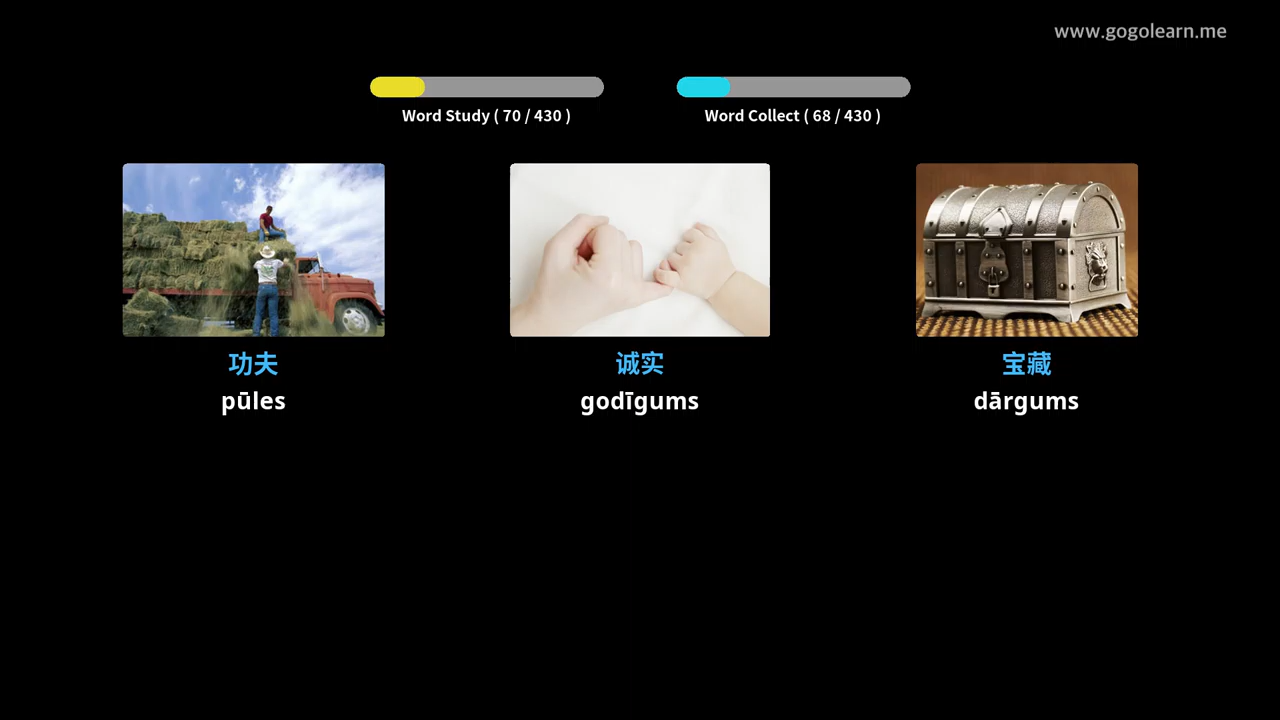 www.gogolearn.me
Word Study ( 70 / 430 )
Word Collect ( 68 / 430 )
功夫
诚实
宝藏
pūles
godīgums
dārgums